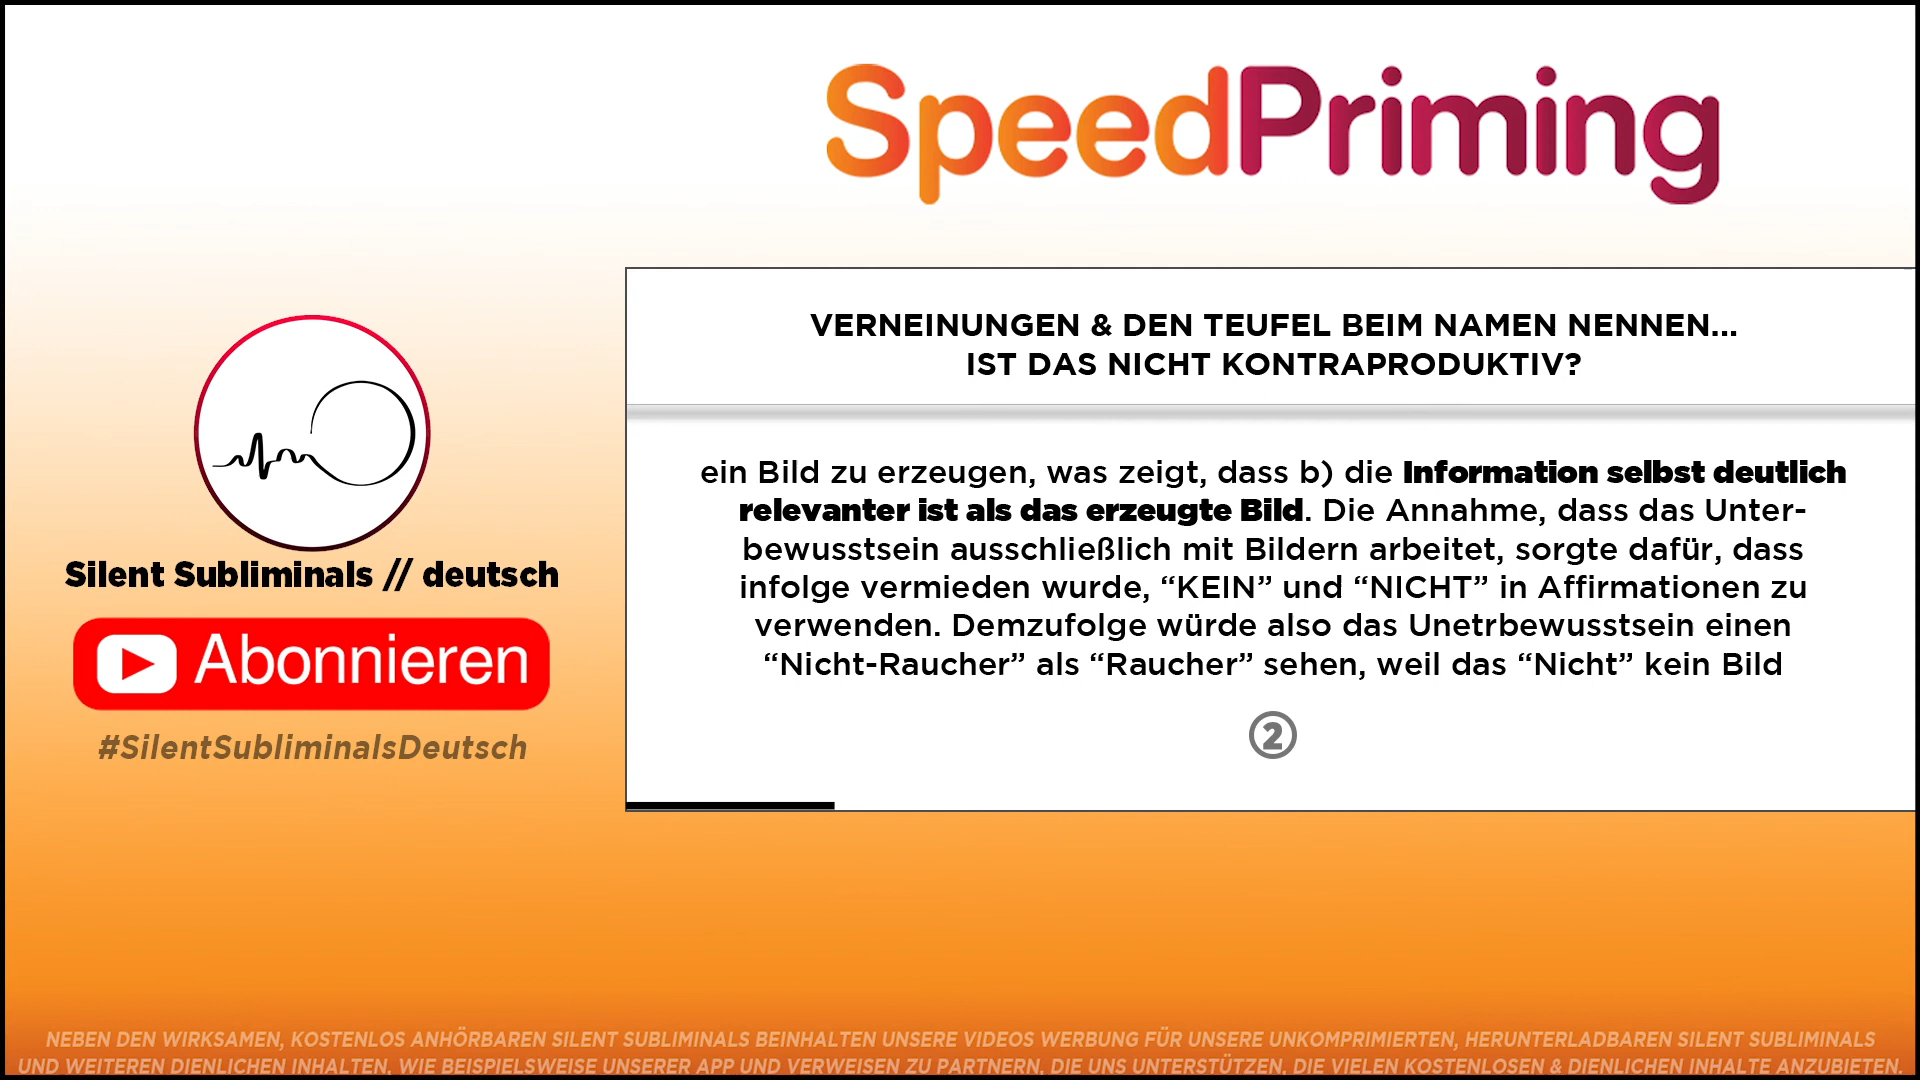 SpeedPriming
VERNEINUNGEN & DEN TEUFEL BEIM NAMEN NENNEN...
IST DAS NICHT KONTRAPRODUKTIV?
ein Bild zu erzeugen, was zeigt, dass b) die Information selbst deutlich
relevanter ist als das erzeugte Bild. Die Annahme, dass das Unter-
bewusstsein ausschließlich mit Bildern arbeitet, sorgte dafür, dass
infolge vermieden wurde, “KEIN” und “NICHT” in Affirmationen zu
verwenden. Demzufolge würde also das Unetrbewusstsein einen
“Nicht-Raucher” als “Raucher” sehen, weil das “Nicht” kein Bild
2
Silent Subliminals // deutsch
Abonnieren
#SilentSubliminalsDeutsch
NEBEN DEN WIRKSAMEN, KOSTENLOS ANHÖRBAREN SILENT SUBLIMINALS BEINHALTEN UNSERE VIDEOS WERBUNG FÜR UNSERE UNKOMPRIMIERTEN, HERUNTERLADBAREN SILENT SUBLIMINALS
UND WEITEREN DIENLICHEN INHALTEN, WIE BEISPIELSWEISE UNSERER APP UND VERWEISEN ZU PARTNERN, DIE UNS UNTERSTÜTZEN, DIE VIELEN KOSTENLOSEN & DIENLICHEN INHALTE ANZUBIETEN.